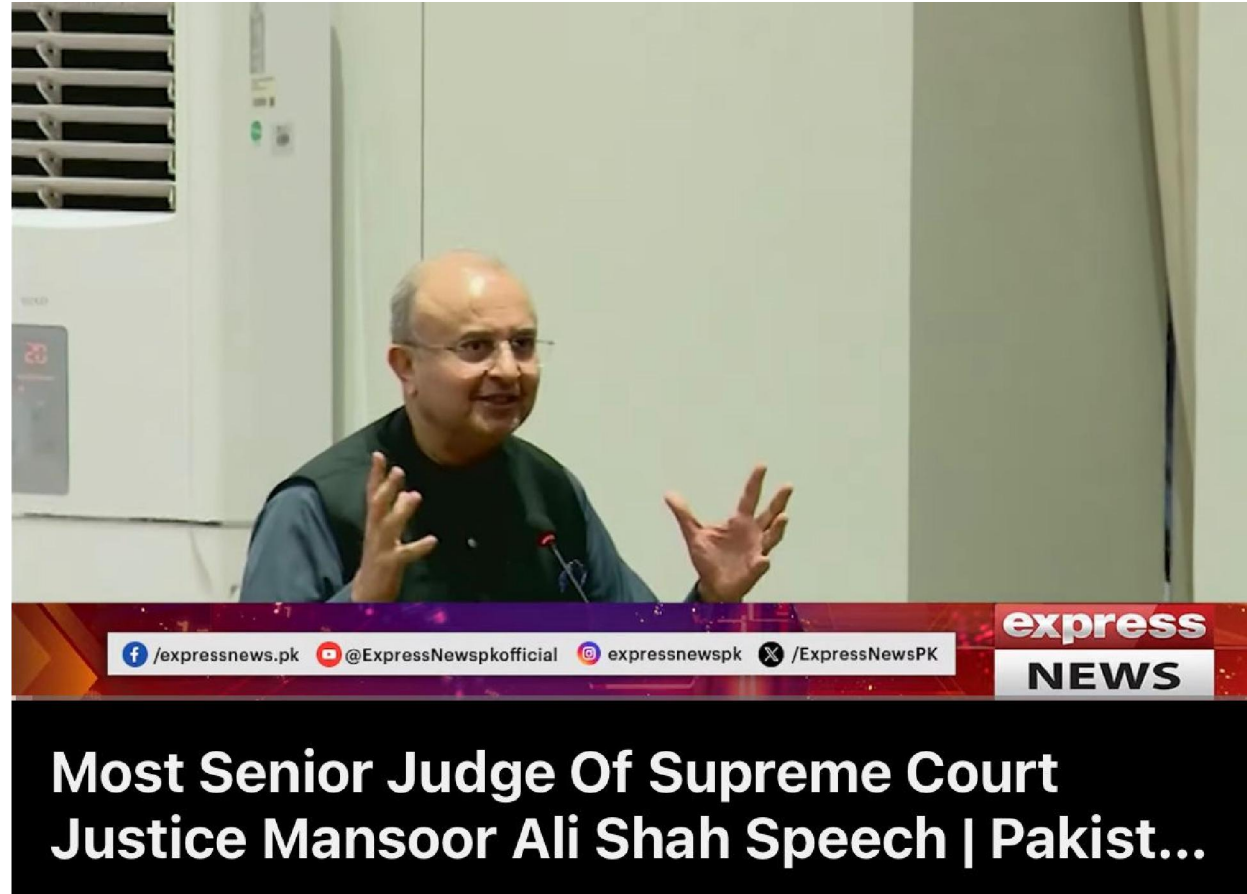 20
/expressnews.pk @ExpressNewspkofficial expressnewspk /ExpressNewsPK
express
NEWS
Most Senior Judge Of Supreme Court
Justice Mansoor Ali Shah Speech | Pakist...